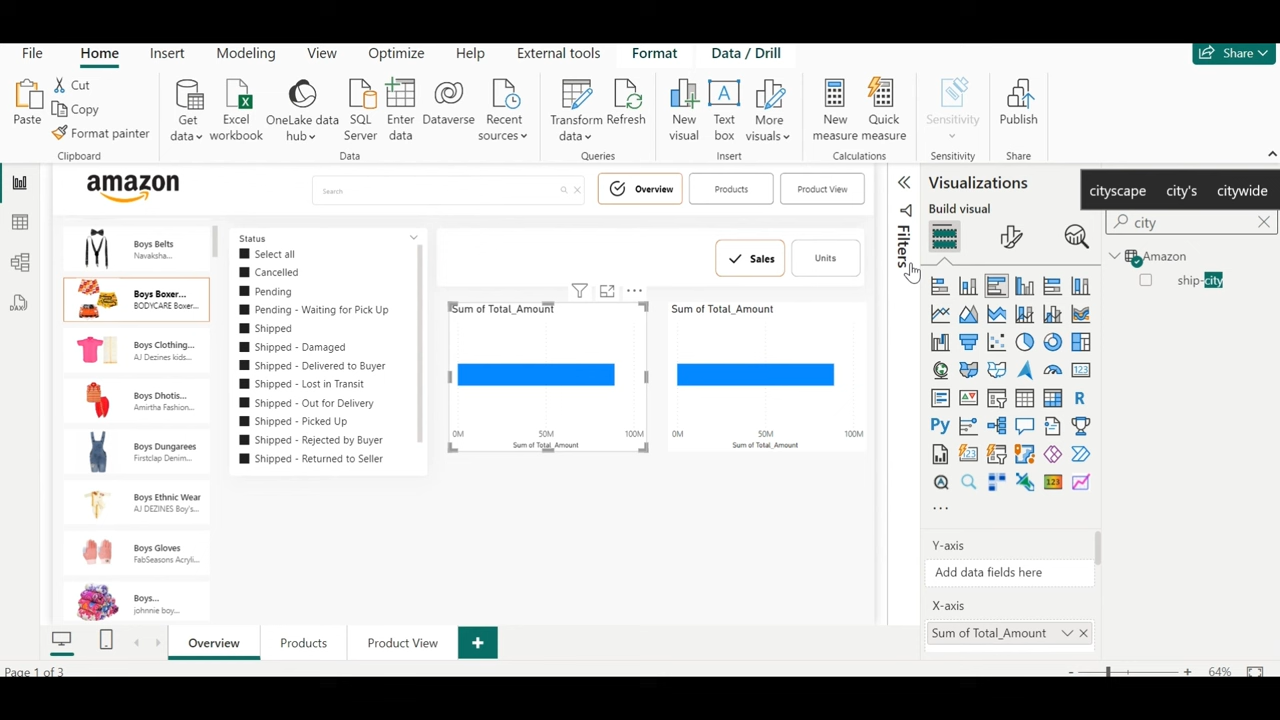 File Home Insert Modeling View Optimize Help External tools Format Data / Drill Share
Paste
Cut
Copy
Format painter
Clipboard
Get data
Excel workbook
OneLake data hub
SQL Server
Enter data
Dataverse
Recent sources
Data
Transform data
Refresh
Queries
New visual
Text box
More visuals
Insert
New measure
Quick measure
Calculations
Sensitivity
Sensitivity
Publish
Share
amazon
Search
Overview
Products
Product View
Boys Belts
Navaksha...
Boys Boxer...
BODYCARE Boxer...
Boys Clothing...
AJ Dezines kids...
Boys Dhotis...
Amirtha Fashion...
Boys Dungarees
Firstclap Denim...
Boys Ethnic Wear
AJ DEZINES Boy's...
Boys Gloves
FabSeasons Acryli...
Boys...
johnnie boy...
Status
Select all
Cancelled
Pending
Pending - Waiting for Pick Up
Shipped
Shipped - Damaged
Shipped - Delivered to Buyer
Shipped - Lost in Transit
Shipped - Out for Delivery
Shipped - Picked Up
Shipped - Rejected by Buyer
Shipped - Returned to Seller
Sales
Units
Sum of Total_Amount
0M 50M 100M
Sum of Total_Amount
Sum of Total_Amount
0M 50M 100M
Sum of Total_Amount
Filters
Visualizations
Build visual
123
R
Py
123
123
Y-axis
Add data fields here
X-axis
Sum of Total_Amount
cityscape city's citywide
city
Amazon
ship-city
DAX
Overview
Products
Product View
+
Page 1 of 3
- + 64%